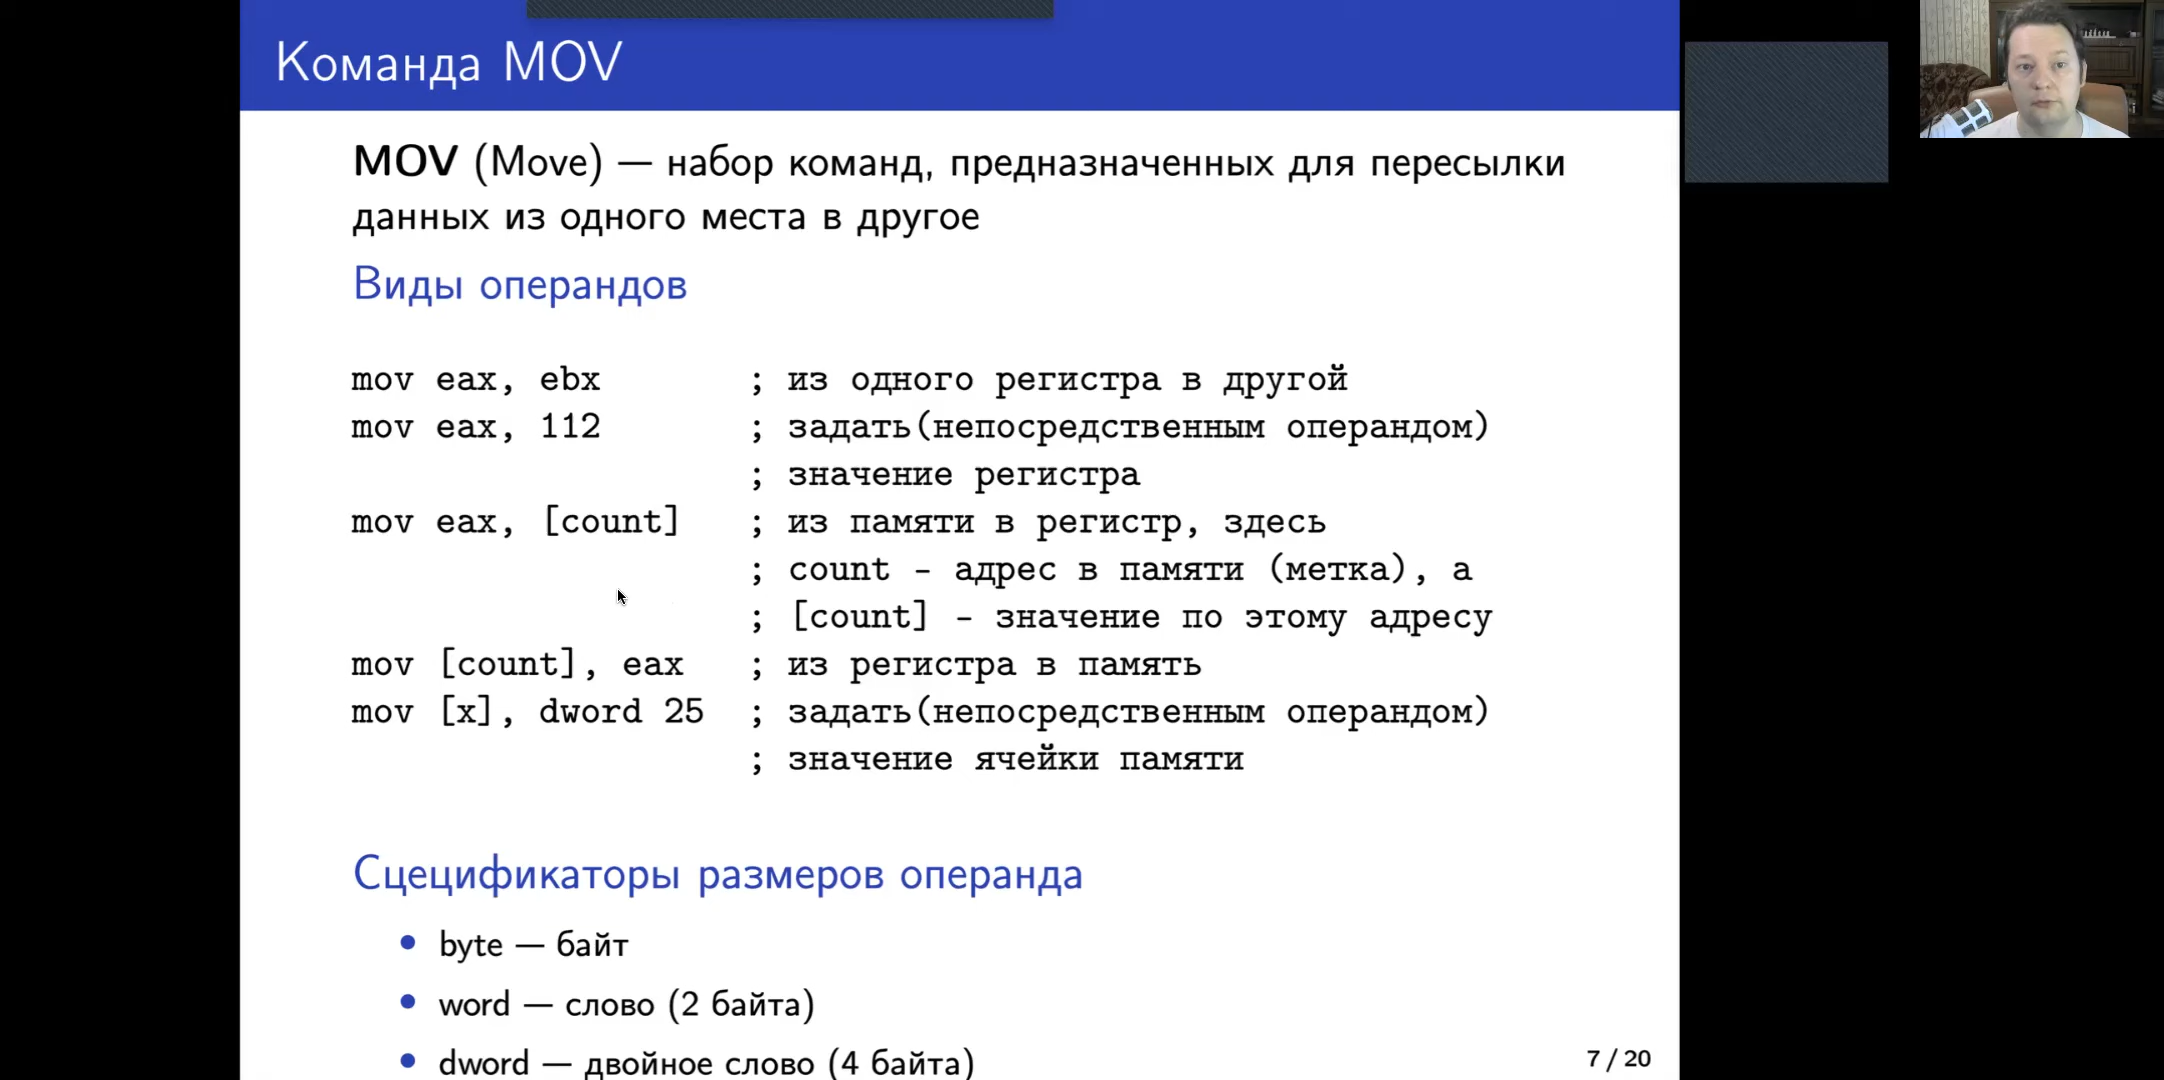 Команда MOV
MOV (Move) — набор команд, предназначенных для пересылки
данных из одного места в другое
Виды операндов
mov eax, ebx ; из одного регистра в другой
mov eax, 112 ; задать(непосредственным операндом)
; значение регистра
mov eax, [count] ; из памяти в регистр, здесь
; count - адрес в памяти (метка), а
; [count] - значение по этому адресу
mov [count], eax ; из регистра в память
mov [x], dword 25 ; задать(непосредственным операндом)
; значение ячейки памяти
Сцецификаторы размеров операнда
• byte — байт
• word — слово (2 байта)
• dword — двойное слово (4 байта)
7 / 20